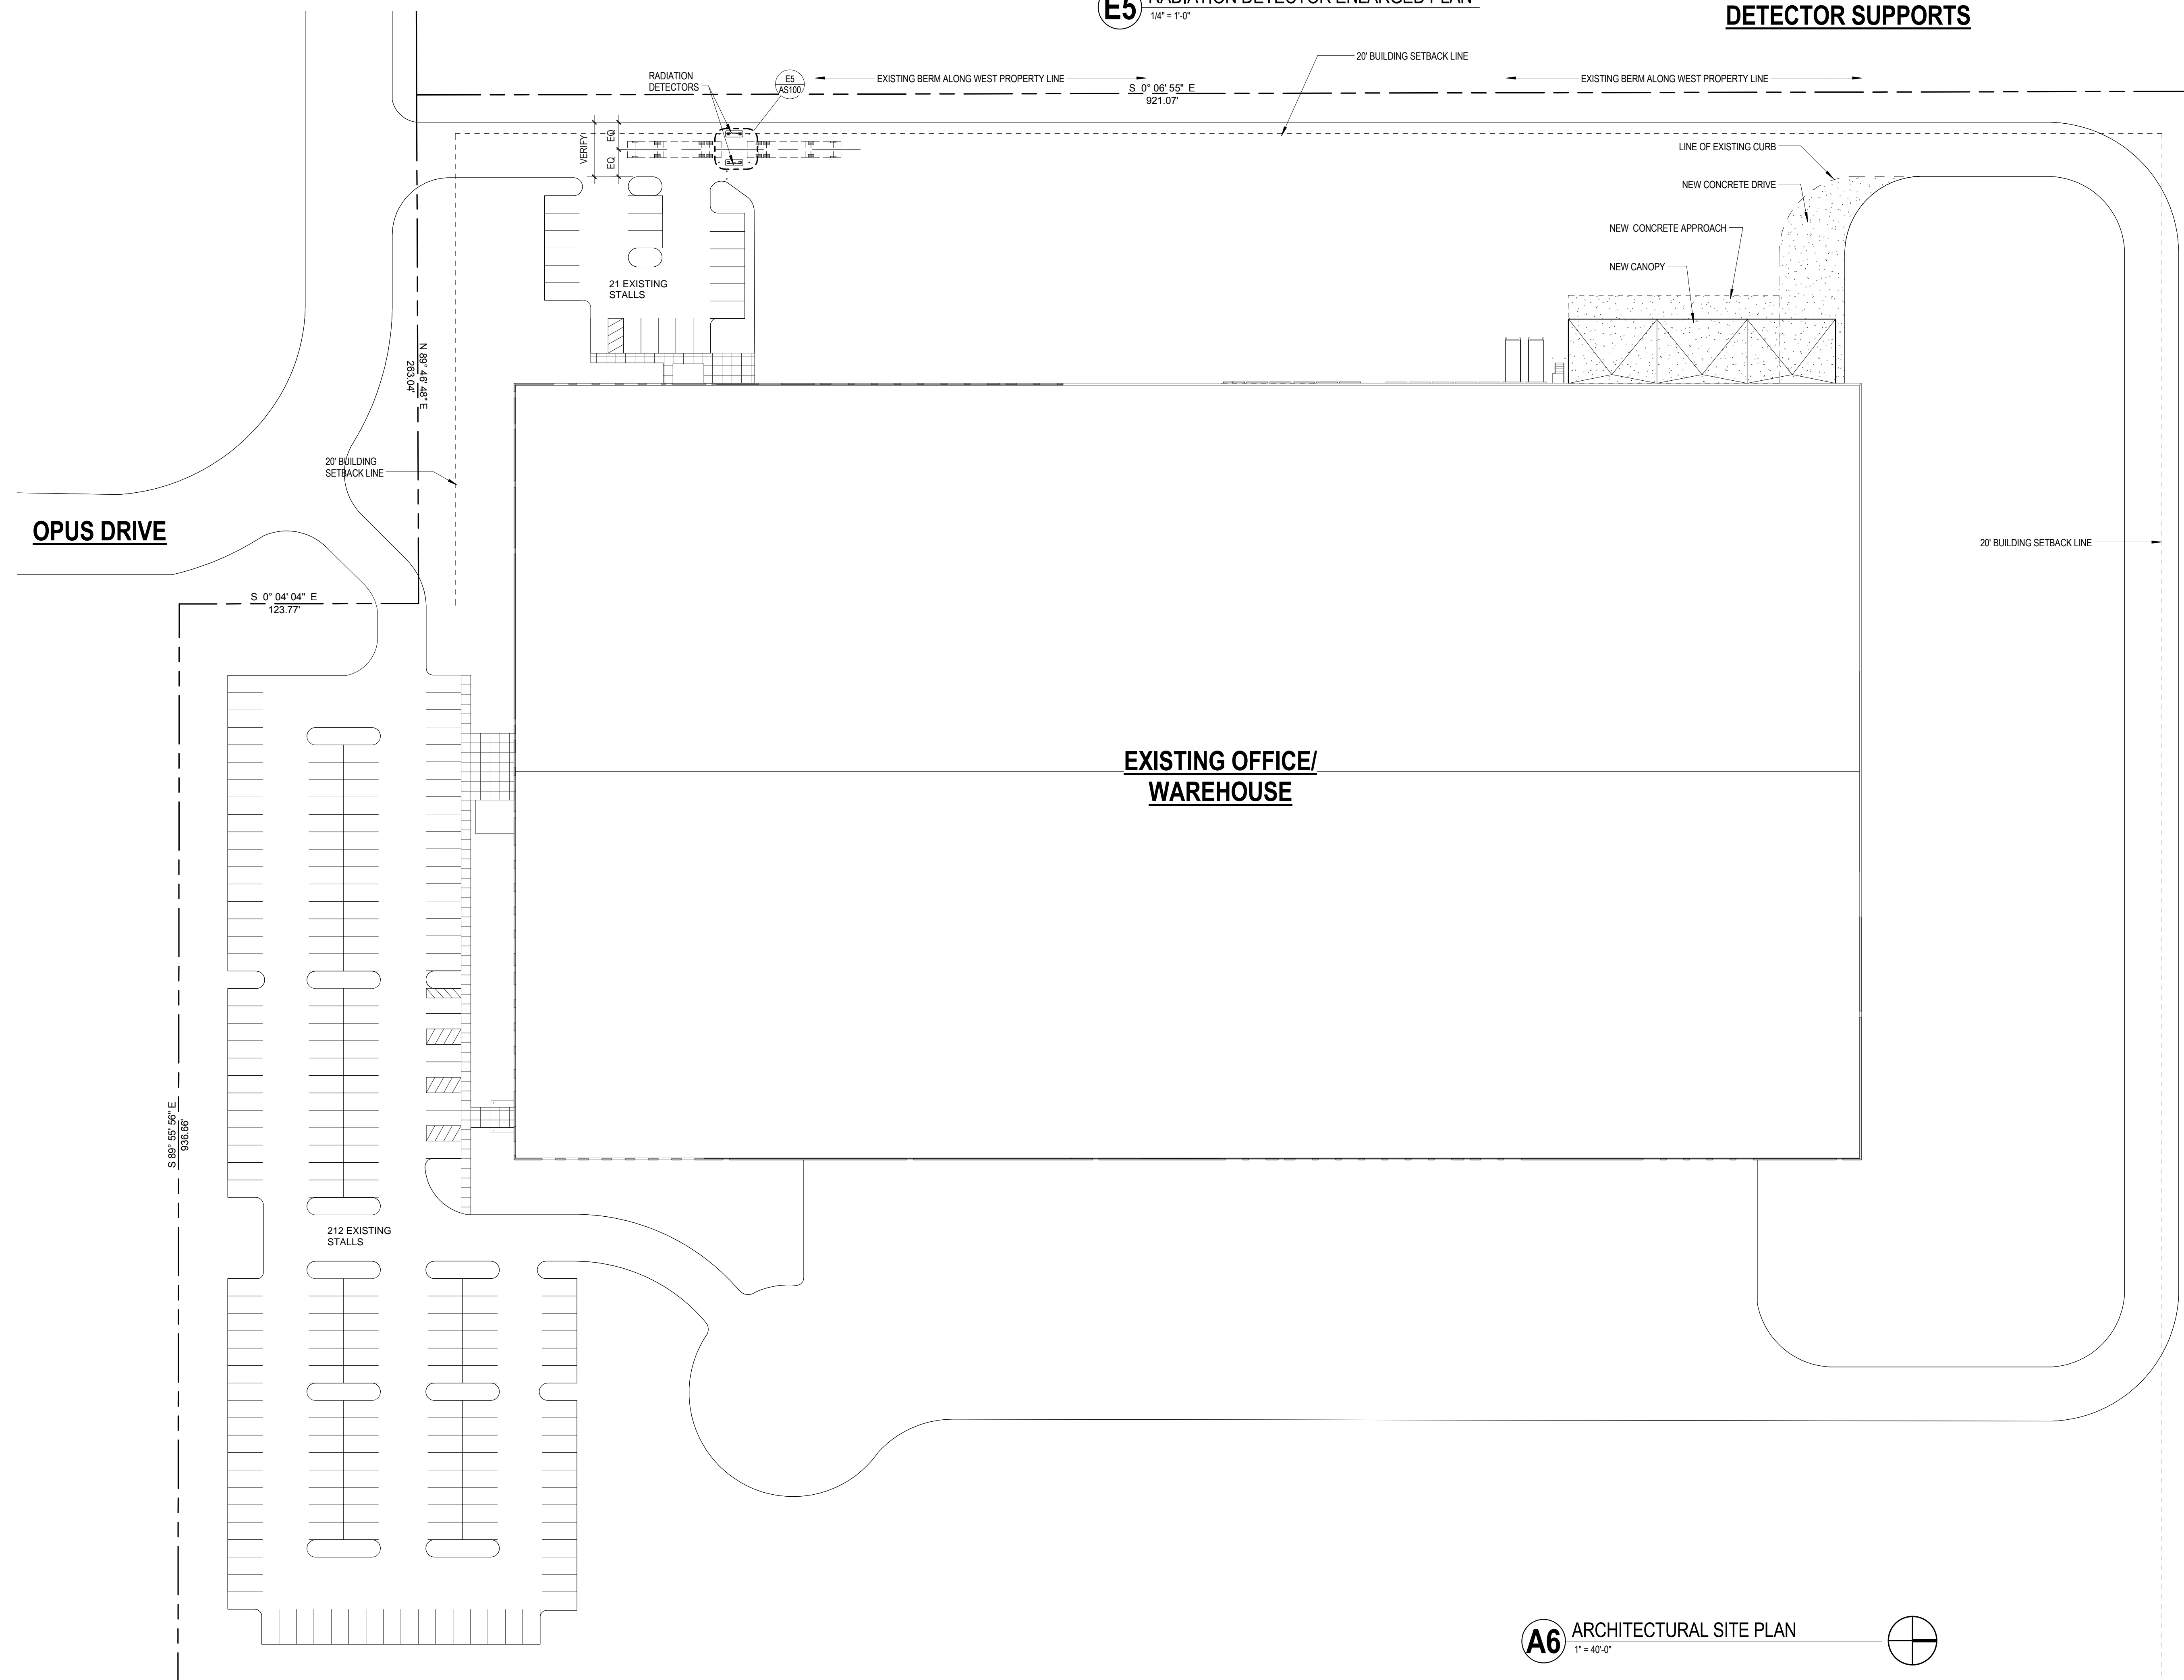 E5 RADIATION DETECTOR ENLARGED PLAN
1/4" = 1'-0"
DETECTOR SUPPORTS
20' BUILDING SETBACK LINE
RADIATION
DETECTORS
E5
AS100
EXISTING BERM ALONG WEST PROPERTY LINE
EXISTING BERM ALONG WEST PROPERTY LINE
S 0° 06' 55" E
921.07'
VERIFY
EQ
EQ
LINE OF EXISTING CURB
NEW CONCRETE DRIVE
NEW CONCRETE APPROACH
NEW CANOPY
21 EXISTING
STALLS
N 89° 46' 48" E
263.04'
20' BUILDING
SETBACK LINE
OPUS DRIVE
20' BUILDING SETBACK LINE
S 0° 04' 04" E
123.77'
EXISTING OFFICE/
WAREHOUSE
S 89° 55' 56" E
936.66'
212 EXISTING
STALLS
A6 ARCHITECTURAL SITE PLAN
1" = 40'-0"